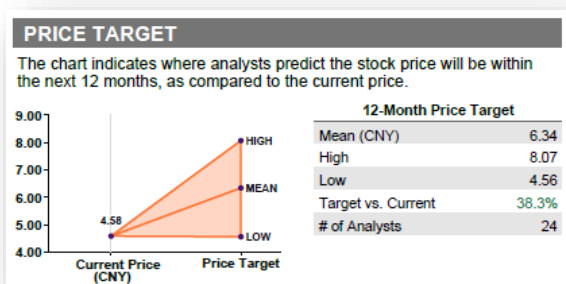 PRICE TARGET
The chart indicates where analysts predict the stock price will be within
the next 12 months, as compared to the current price.
9.00
8.00
7.00
6.00
5.00
4.00
4.58
HIGH
MEAN
LOW
Current Price
(CNY)
Price Target
12-Month Price Target
Mean (CNY) 6.34
High 8.07
Low 4.56
Target vs. Current 38.3%
# of Analysts 24